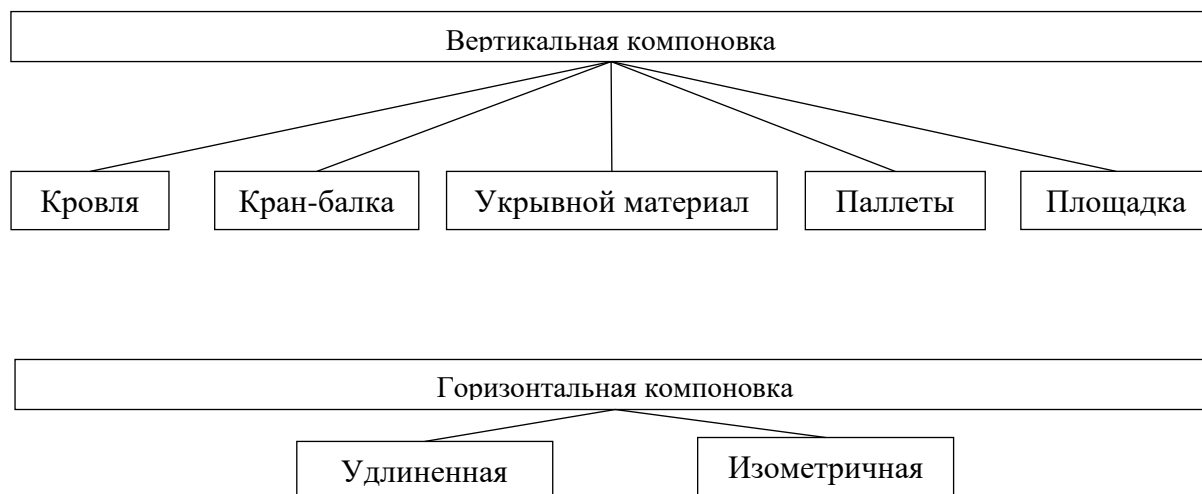 Вертикальная компоновка
Кровля
Кран-балка
Укрывной материал
Паллеты
Площадка
Горизонтальная компоновка
Удлиненная
Изометричная